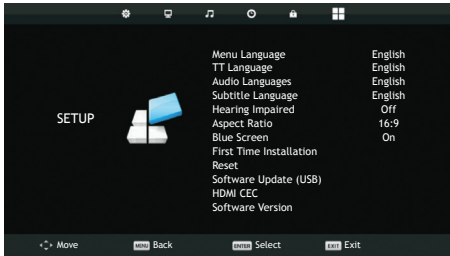 SETUP
Menu Language English
TT Language English
Audio Languages English
Subtitle Language English
Hearing Impaired Off
Aspect Ratio 16:9
Blue Screen On
First Time Installation
Reset
Software Update (USB)
HDMI CEC
Software Version
Move MENU Back ENTER Select EXIT Exit